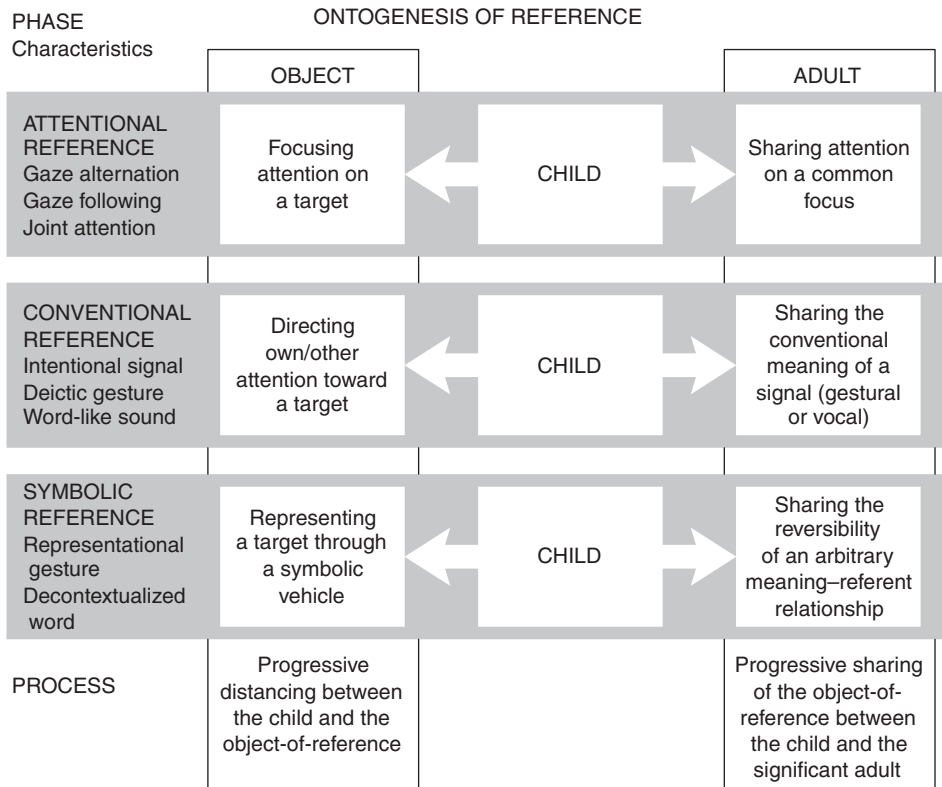 ONTOGENESIS OF REFERENCE
PHASE
Characteristics
OBJECT
ADULT
ATTENTIONAL
REFERENCE
Gaze alternation
Gaze following
Joint attention
Focusing
attention on
a target
CHILD
Sharing attention
on a common
focus
CONVENTIONAL
REFERENCE
Intentional signal
Deictic gesture
Word-like sound
Directing
own/other
attention toward
a target
CHILD
Sharing the
conventional
meaning of a
signal (gestural
or vocal)
SYMBOLIC
REFERENCE
Representational
gesture
Decontextualized
word
Representing
a target through
a symbolic
vehicle
CHILD
Sharing the
reversibility
of an arbitrary
meaning–referent
relationship
PROCESS
Progressive
distancing between
the child and the
object-of-reference
Progressive sharing
of the object-of-
reference between
the child and the
significant adult